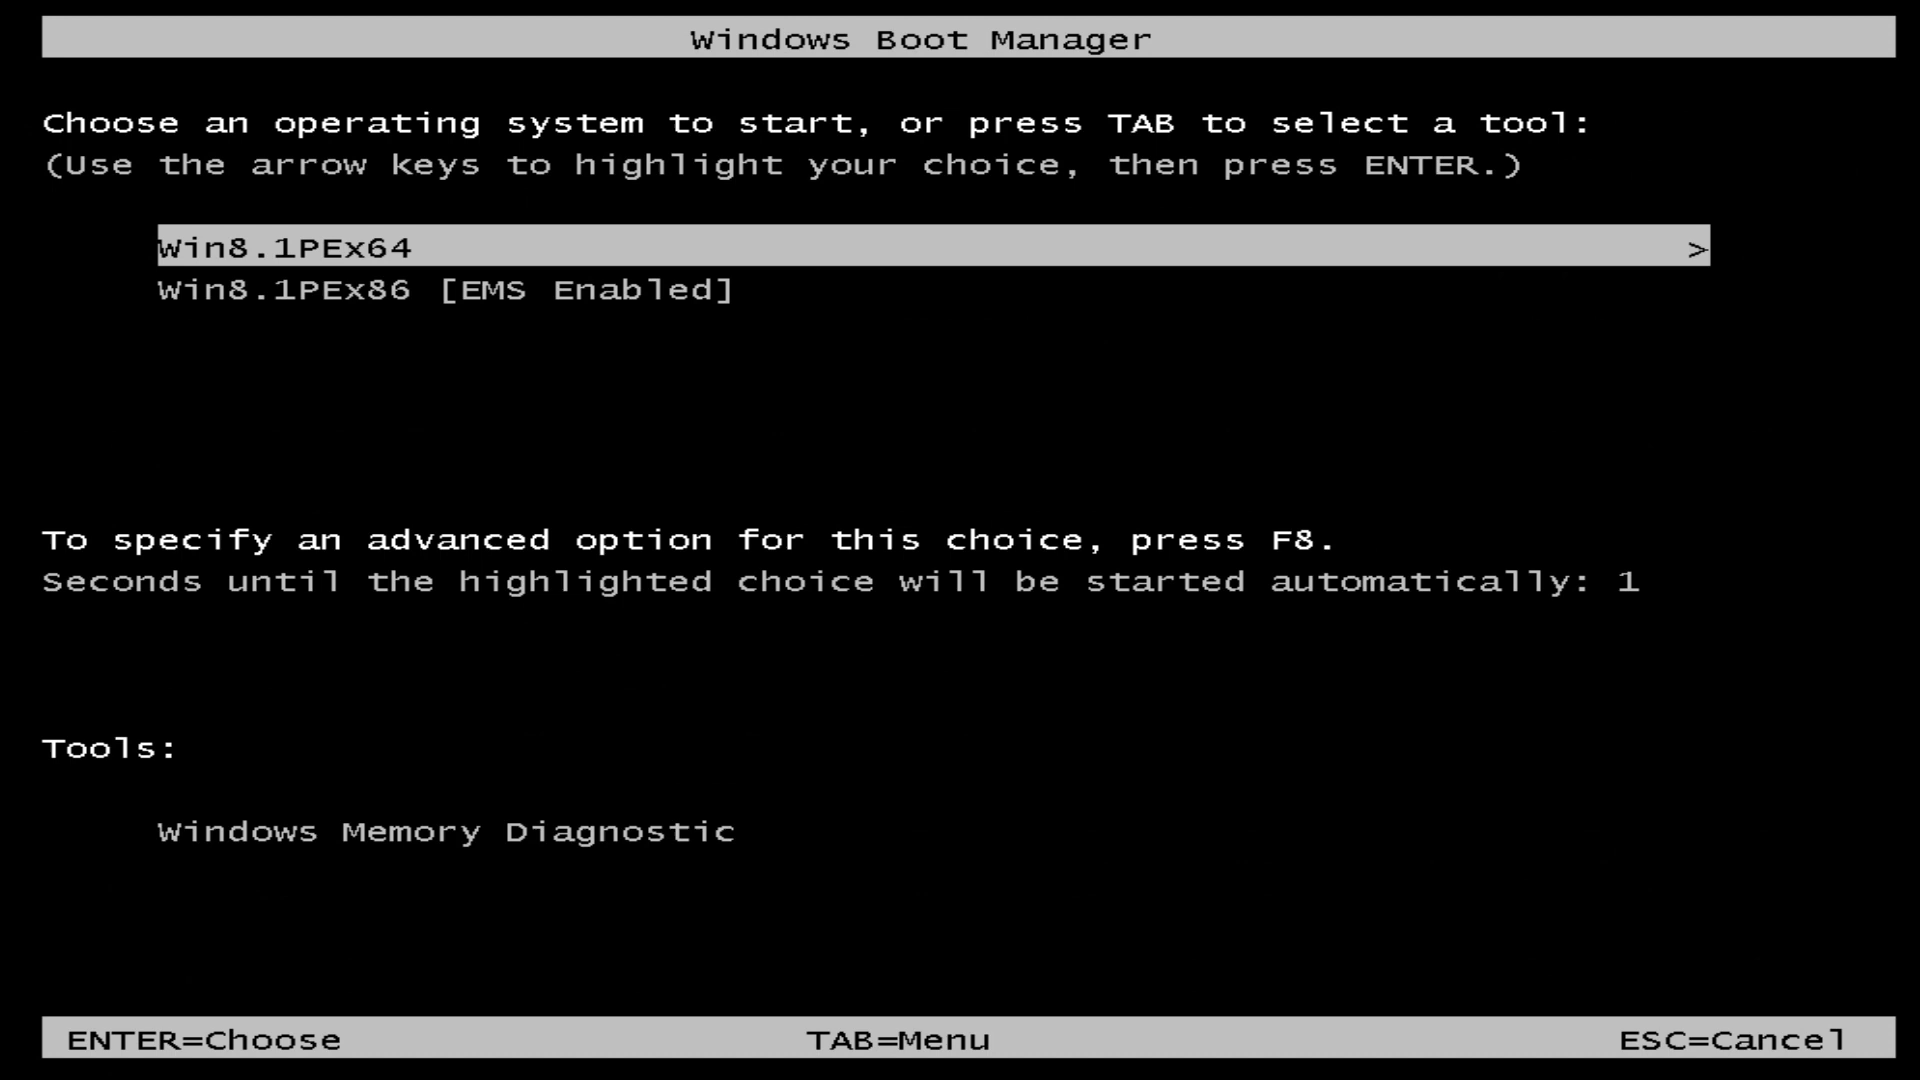 Windows Boot Manager
Choose an operating system to start, or press TAB to select a tool:
(Use the arrow keys to highlight your choice, then press ENTER.)
Win8.1PEx64 >
Win8.1PEx86 [EMS Enabled]
To specify an advanced option for this choice, press F8.
Seconds until the highlighted choice will be started automatically: 1
Tools:
Windows Memory Diagnostic
ENTER=Choose TAB=Menu ESC=Cancel